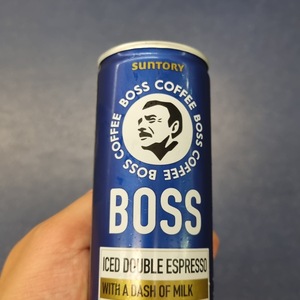 SUNTORY
BOSS COFFEE BOSS COFFEE BOSS COFFEE
BOSS
ICED DOUBLE ESPRESSO
WITH A DASH OF MILK